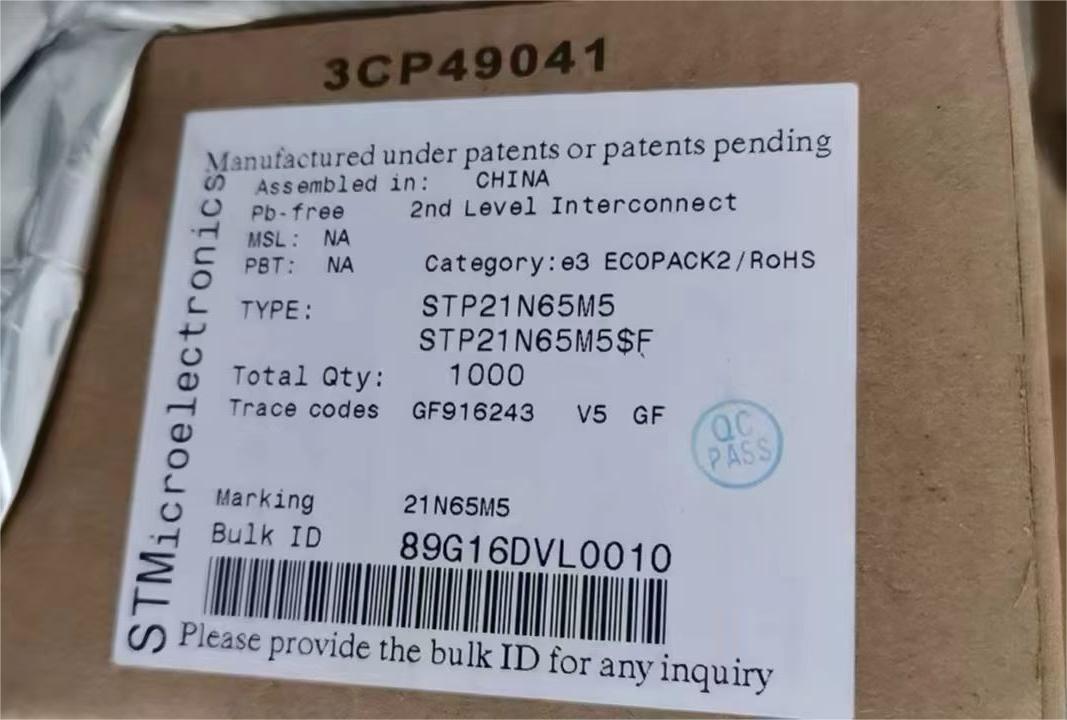 3CP49041
Manufactured under patents or patents pending
Assembled in: CHINA
Pb-free 2nd Level Interconnect
MSL: NA
PBT: NA Category:e3 ECOPACK2/RoHS
TYPE: STP21N65M5
STP21N65M5$F
Total Qty: 1000
Trace codes GF916243 V5 GF
QC
PASS
Marking 21N65M5
Bulk ID 89G16DVL0010
Please provide the bulk ID for any inquiry
STMicroelectronics